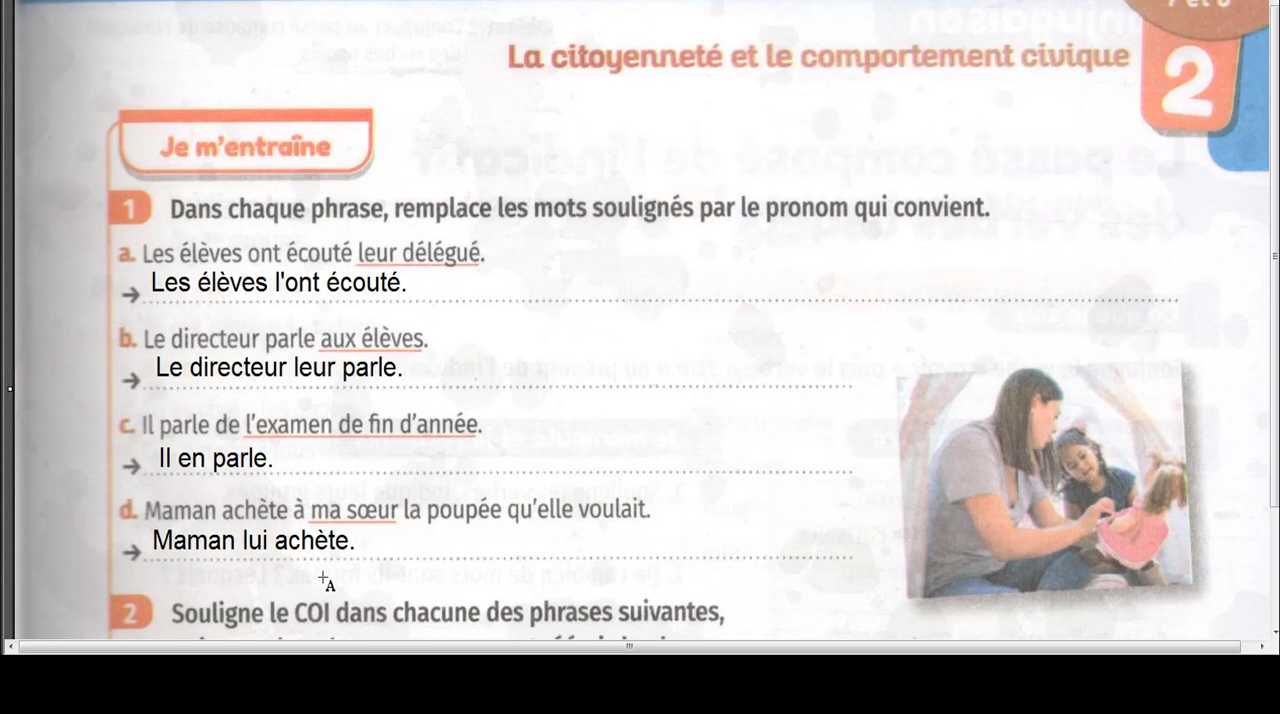 La citoyenneté et le comportement civique
2
Je m'entraîne
1 Dans chaque phrase, remplace les mots soulignés par le pronom qui convient.
a. Les élèves ont écouté leur délégué.
→ Les élèves l'ont écouté.
b. Le directeur parle aux élèves.
→ Le directeur leur parle.
c. Il parle de l'examen de fin d'année.
→ Il en parle.
d. Maman achète à ma sœur la poupée qu'elle voulait.
→ Maman lui achète.
2 Souligne le COI dans chacune des phrases suivantes,